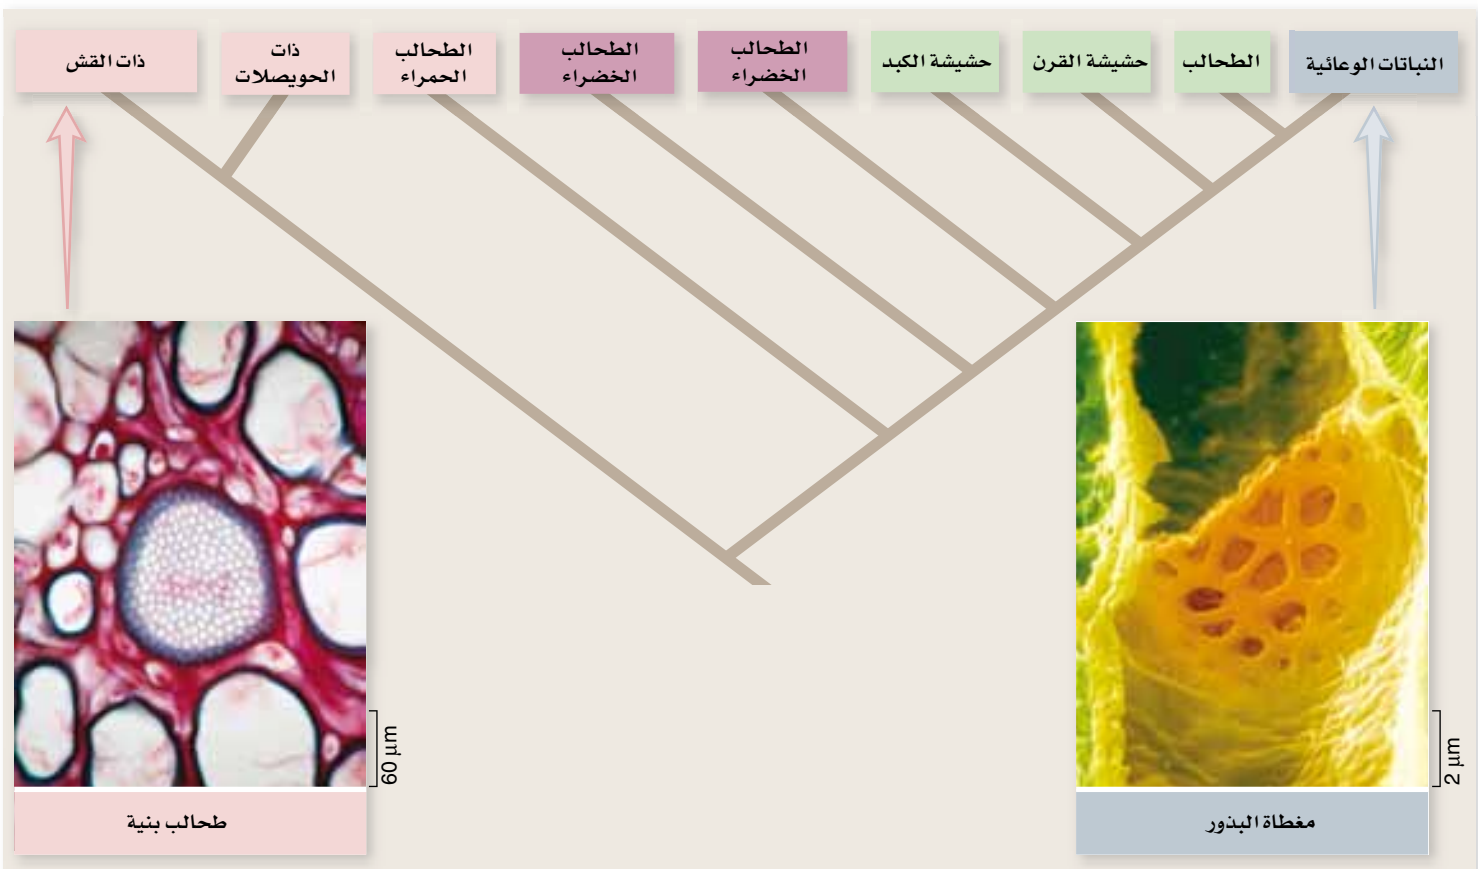 النباتات الوعائية
الطحالب
حشيشة القرن
حشيشة الكبد
الطحالب
الخضراء
الطحالب
الخضراء
الطحالب
الحمراء
ذات
الحويصلات
ذات القش
2 μm
60 μm
مغطاة البذور
طحالب بنية